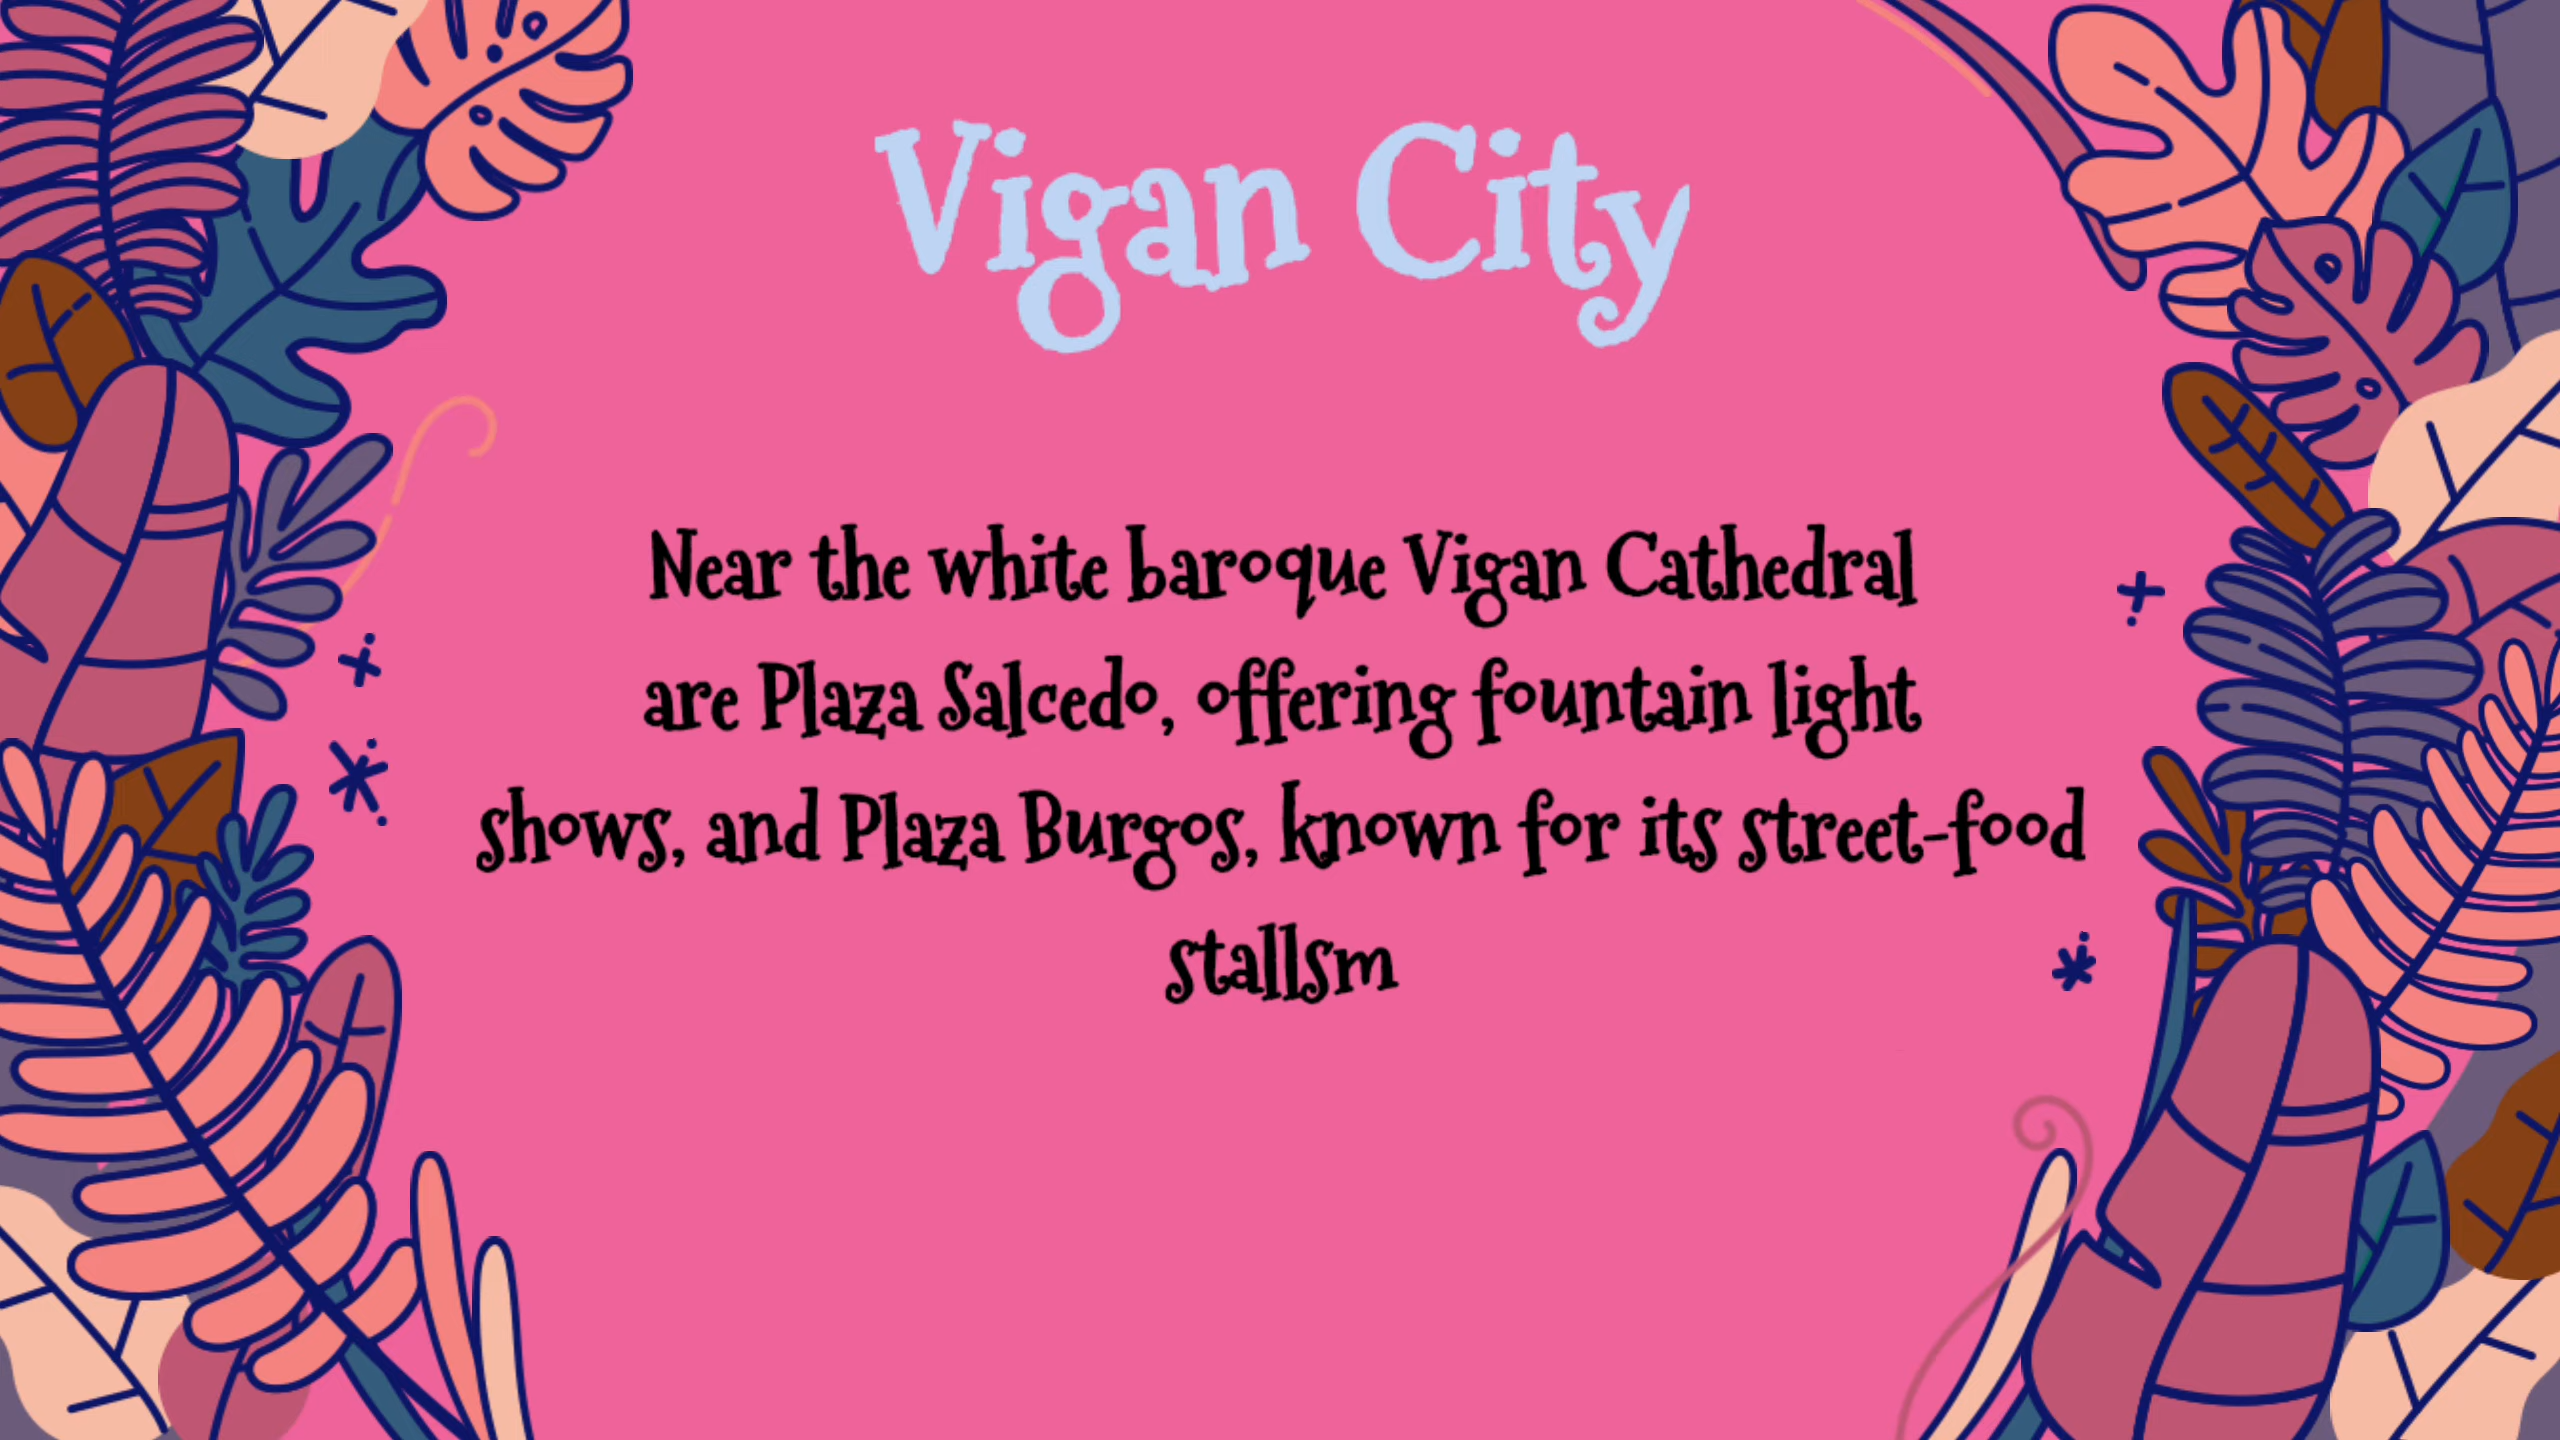 Vigan City
Near the white baroque Vigan Cathedral
are Plaza Salcedo, offering fountain light
shows, and Plaza Burgos, known for its street-food
stallsm